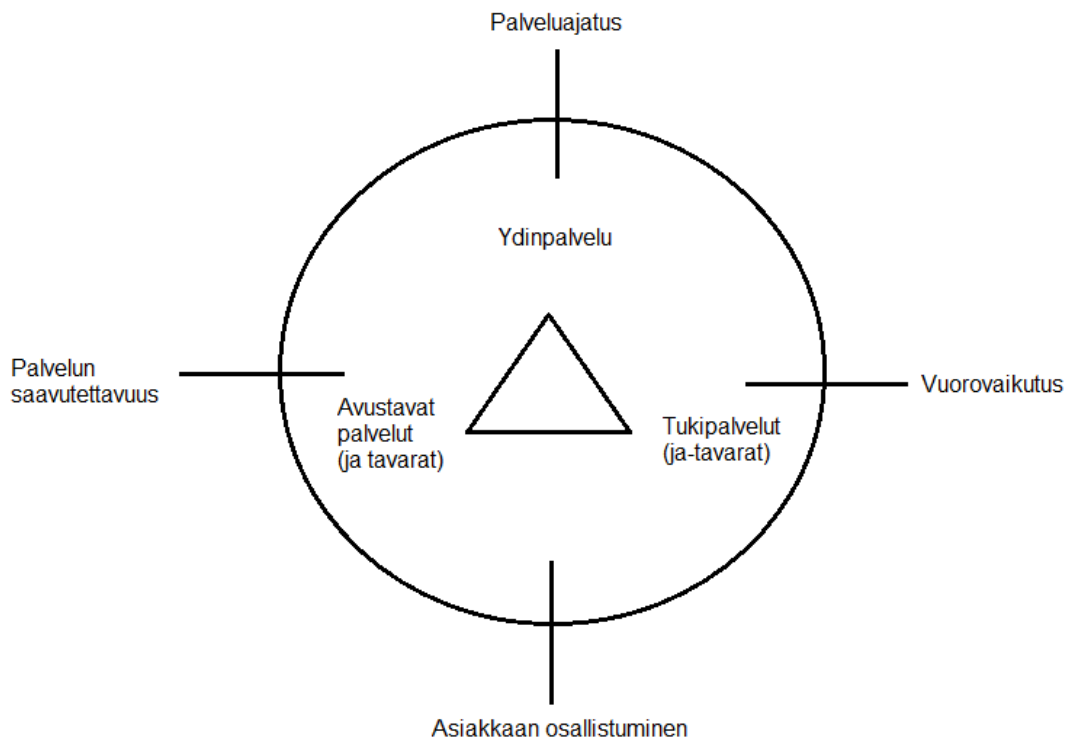 Palveluajatus
Ydinpalvelu
Palvelun
saavutettavuus
Vuorovaikutus
Avustavat
palvelut
(ja tavarat)
Tukipalvelut
(ja-tavarat)
Asiakkaan osallistuminen